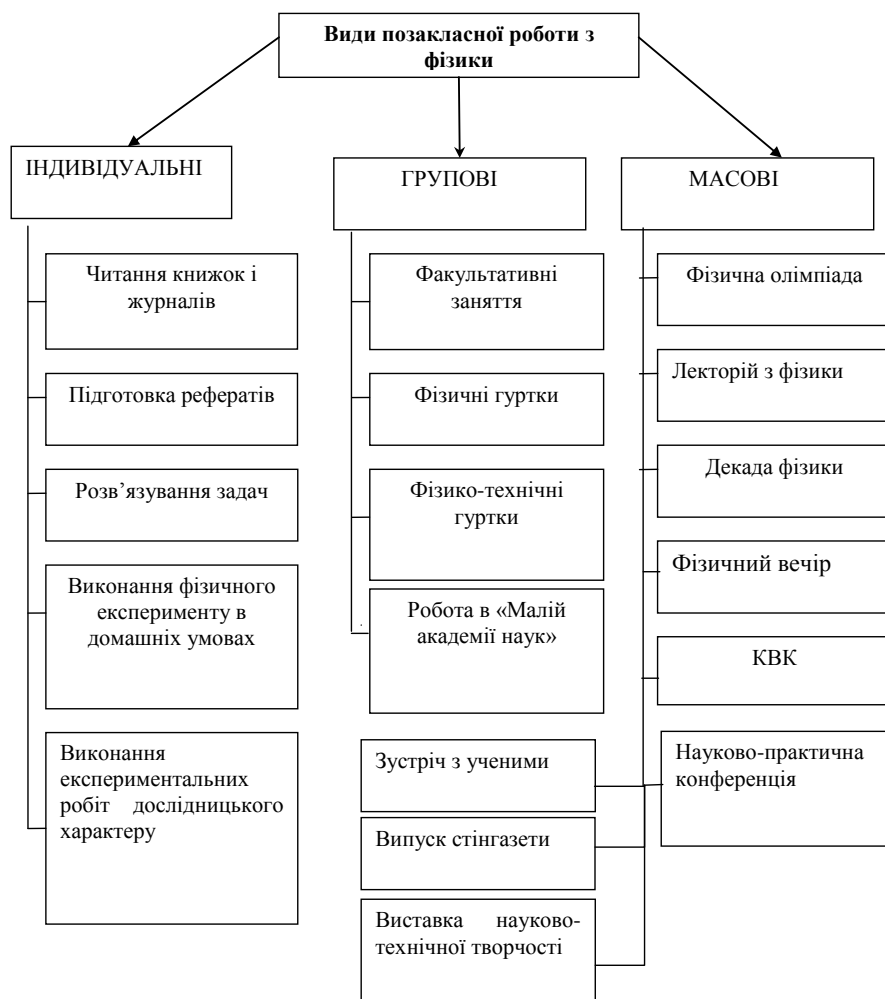 Види позакласної роботи з
фізики
ІНДИВІДУАЛЬНІ
Читання книжок і
журналів
Підготовка рефератів
Розв’язування задач
Виконання фізичного
експерименту в
домашніх умовах
Виконання
експериментальних
робіт дослідницького
характеру
ГРУПОВІ
Факультативні
заняття
Фізичні гуртки
Фізико-технічні
гуртки
Робота в «Малій
академії наук»
МАСОВІ
Фізична олімпіада
Лекторій з фізики
Декада фізики
Фізичний вечір
КВК
Науково-практична
конференція
Зустріч з ученими
Випуск стінгазети
Виставка науково-
технічної творчості